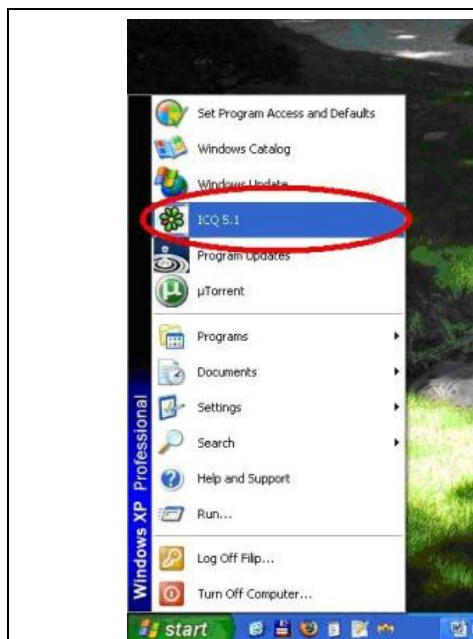 Set Program Access and Defaults
Windows Catalog
Windows Update
ICQ 5.1
Program Updates
µTorrent
Programs
Documents
Settings
Search
Help and Support
Run...
Log Off Filip...
Turn Off Computer...
Windows XP Professional
start